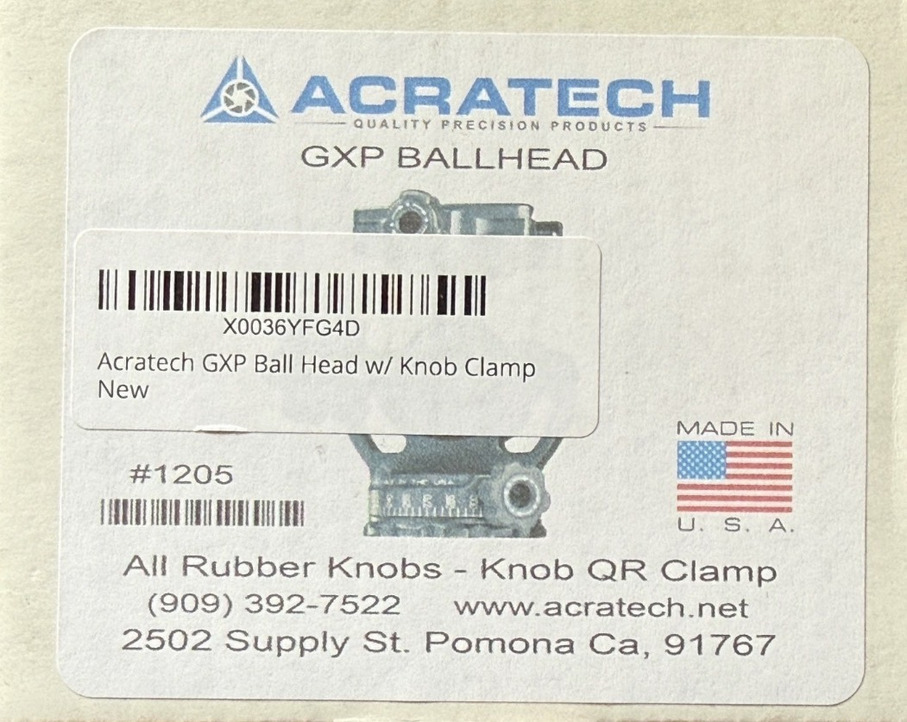 ACRATECH
QUALITY PRECISION PRODUCTS
GXP BALLHEAD
X0036YFG4D
Acratech GXP Ball Head w/ Knob Clamp
New
#1205
MADE IN
U. S. A.
All Rubber Knobs - Knob QR Clamp
(909) 392-7522 www.acratech.net
2502 Supply St. Pomona Ca, 91767